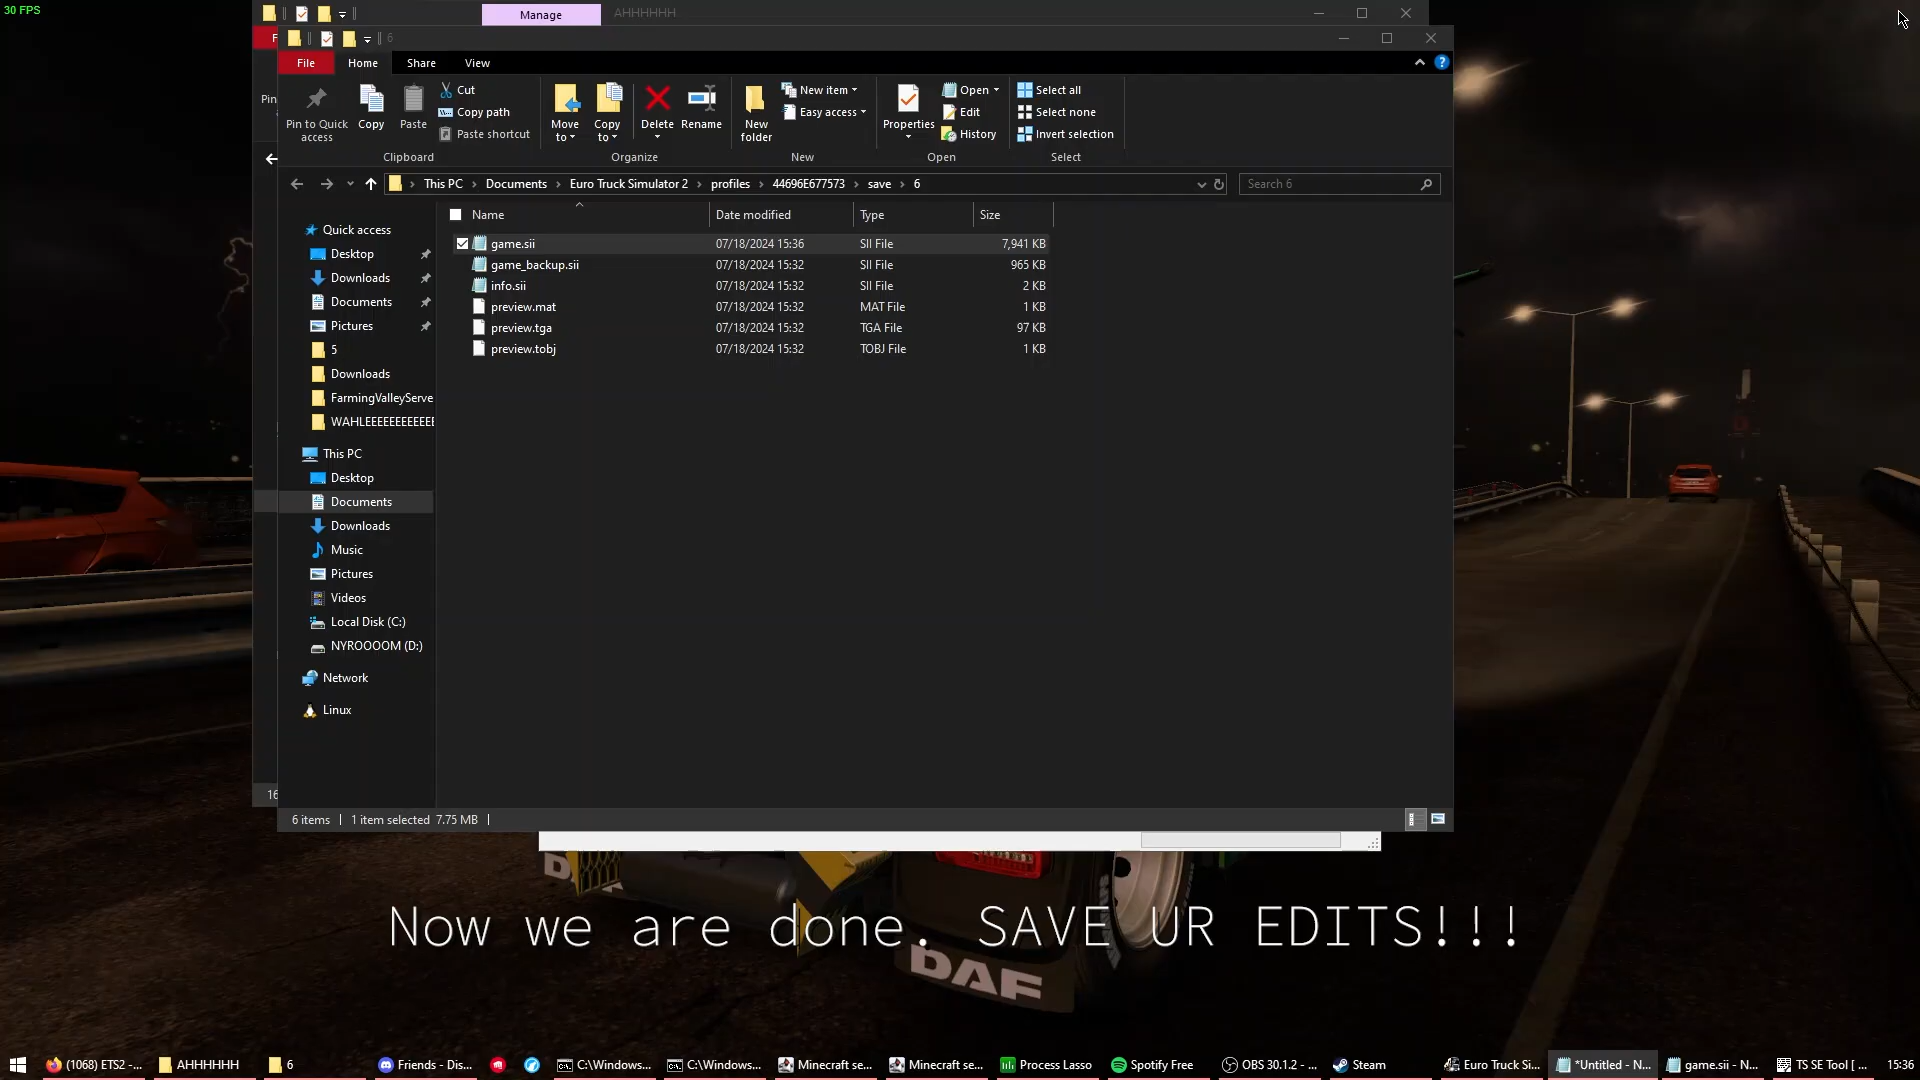 30 FPS
Manage
AHHHHHH
6
File
Home
Share
View
Pin
Pin to Quick
access
Copy
Paste
Cut
Copy path
Paste shortcut
Clipboard
Move
to
Copy
to
Delete
Rename
Organize
New
folder
New item
Easy access
New
Properties
Open
Edit
History
Open
Select all
Select none
Invert selection
Select
This PC > Documents > Euro Truck Simulator 2 > profiles > 44696E677573 > save > 6
Search 6
Name
Date modified
Type
Size
game.sii 07/18/2024 15:36 SII File 7,941 KB
game_backup.sii 07/18/2024 15:32 SII File 965 KB
info.sii 07/18/2024 15:32 SII File 2 KB
preview.mat 07/18/2024 15:32 MAT File 1 KB
preview.tga 07/18/2024 15:32 TGA File 97 KB
preview.tobj 07/18/2024 15:32 TOBJ File 1 KB
Quick access
Desktop
Downloads
Documents
Pictures
5
Downloads
FarmingValleyServe
WAHLEEEEEEEEEEEE
This PC
Desktop
Documents
Downloads
Music
Pictures
Videos
Local Disk (C:)
NYROOOOM (D:)
Network
Linux
16
6 items
1 item selected 7.75 MB
Now we are done. SAVE UR EDITS!!!
DAF
(1068) ETS2 -...
AHHHHHH
6
Friends - Dis...
C:\Windows...
C:\Windows...
Minecraft se...
Minecraft se...
Process Lasso
Spotify Free
OBS 30.1.2 - ...
Steam
Euro Truck Si...
*Untitled - N...
game.sii - N...
TS SE Tool [ ...
15:36